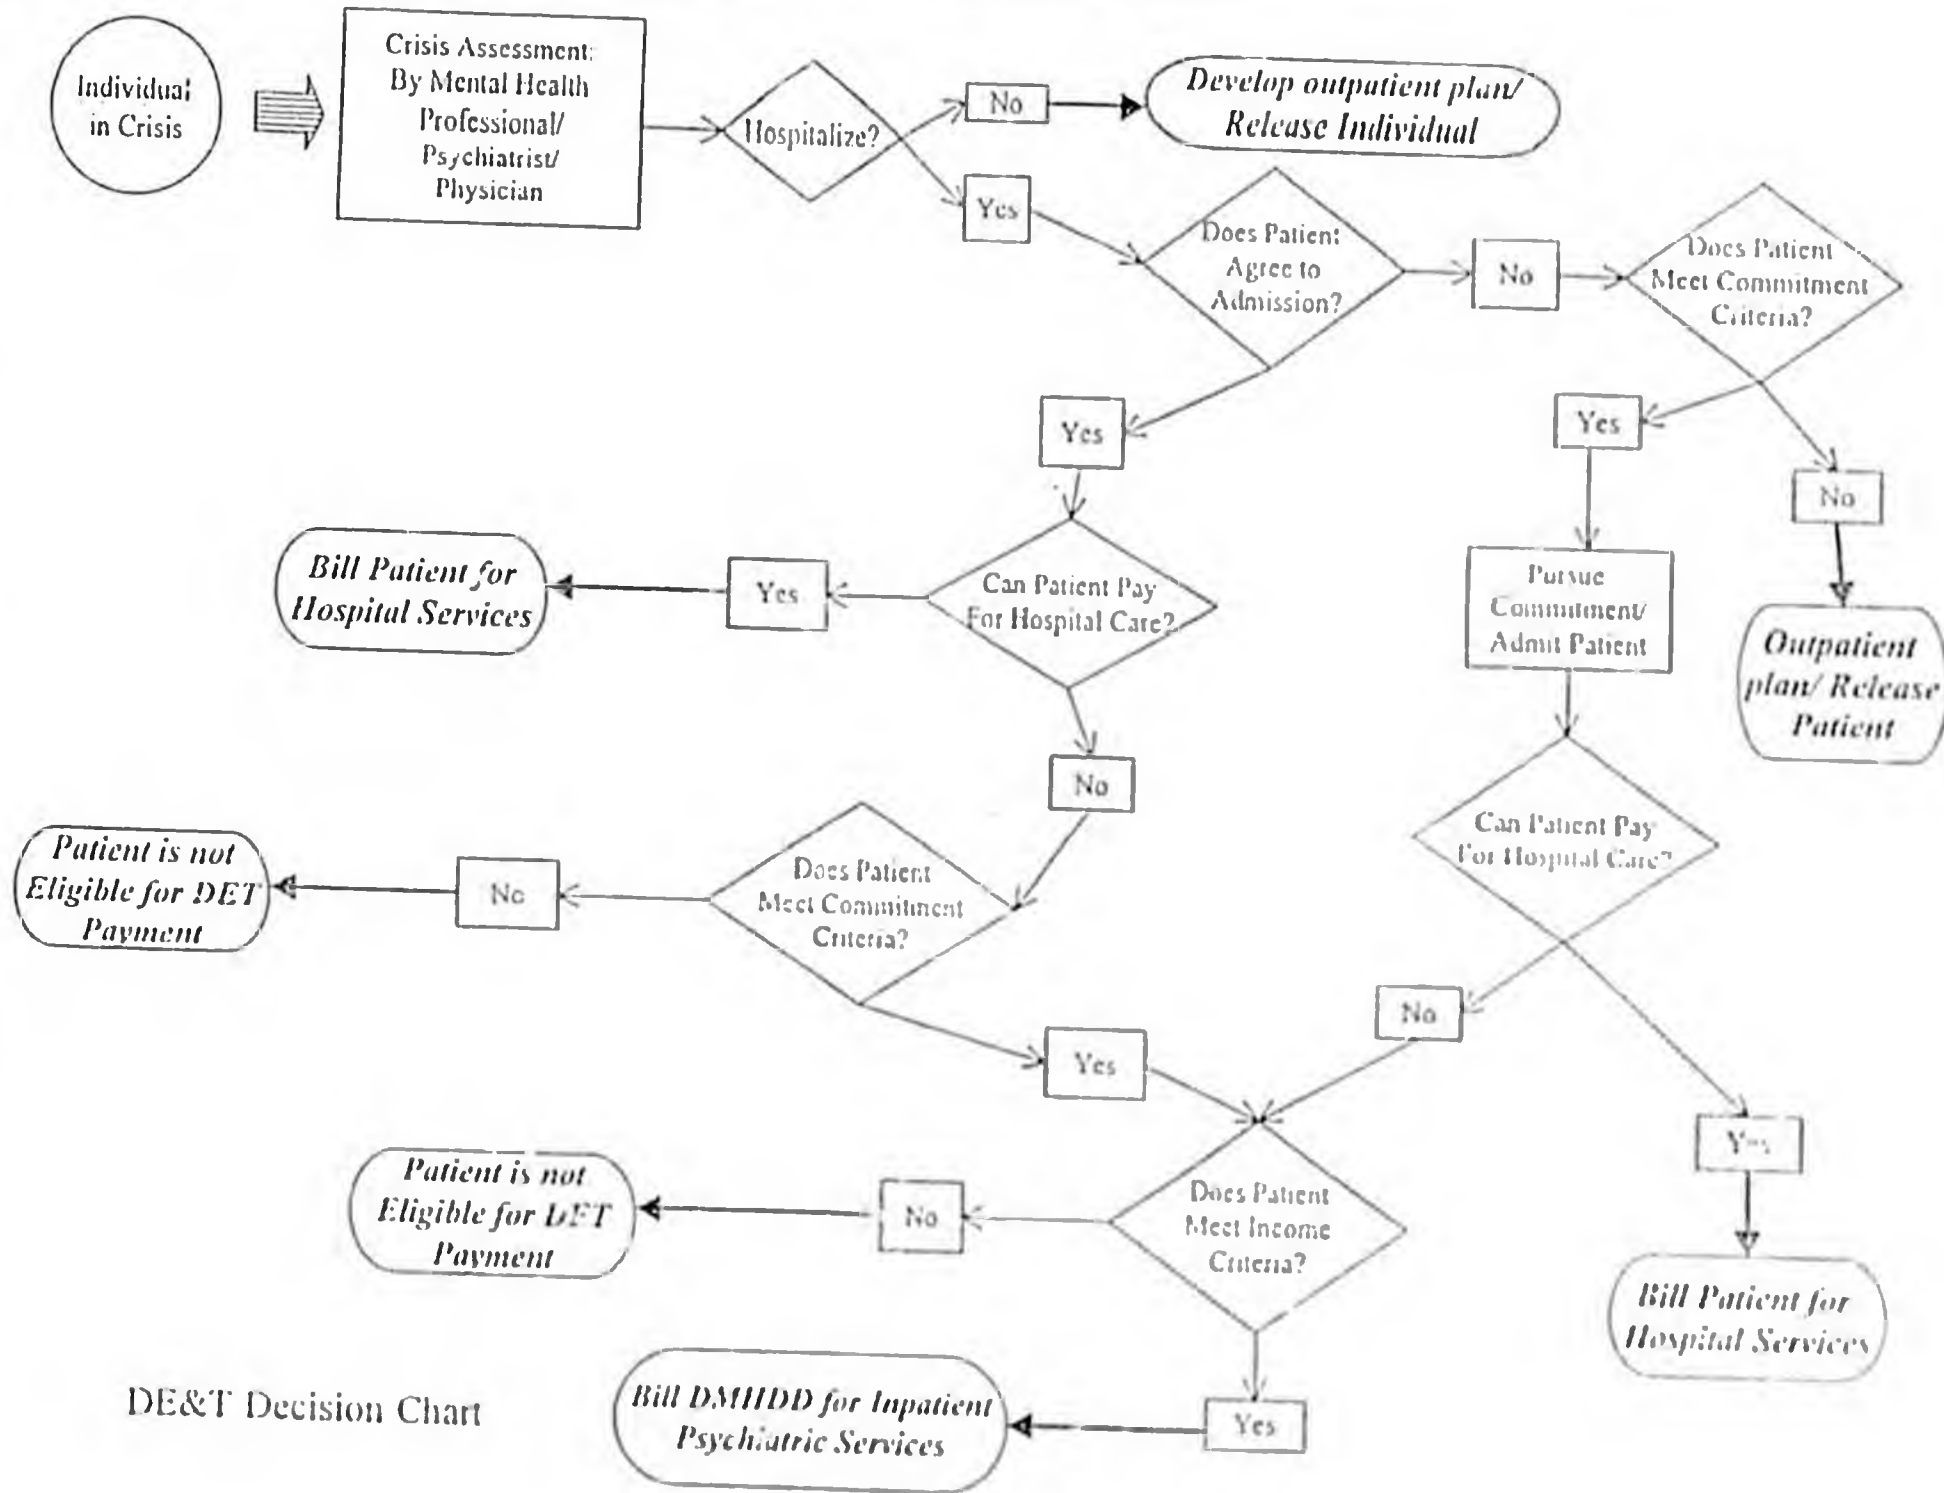 Individual
in Crisis
Crisis Assessment:
By Mental Health
Professional/
Psychiatrist/
Physician
Hospitalize?
No
Develop outpatient plan/
Release Individual
Yes
Does Patient
Agree to
Admission?
No
Does Patient
Meet Commitment
Criteria?
Yes
Yes
No
Bill Patient for
Hospital Services
Yes
Can Patient Pay
For Hospital Care?
Pursue
Commitment/
Admit Patient
Outpatient
plan/ Release
Patient
No
Can Patient Pay
For Hospital Care?
Patient is not
Eligible for DET
Payment
No
Does Patient
Meet Commitment
Criteria?
No
Yes
Yes
Patient is not
Eligible for DET
Payment
No
Does Patient
Meet Income
Criteria?
Bill Patient for
Hospital Services
DE&T Decision Chart
Bill DMHDD for Inpatient
Psychiatric Services
Yes